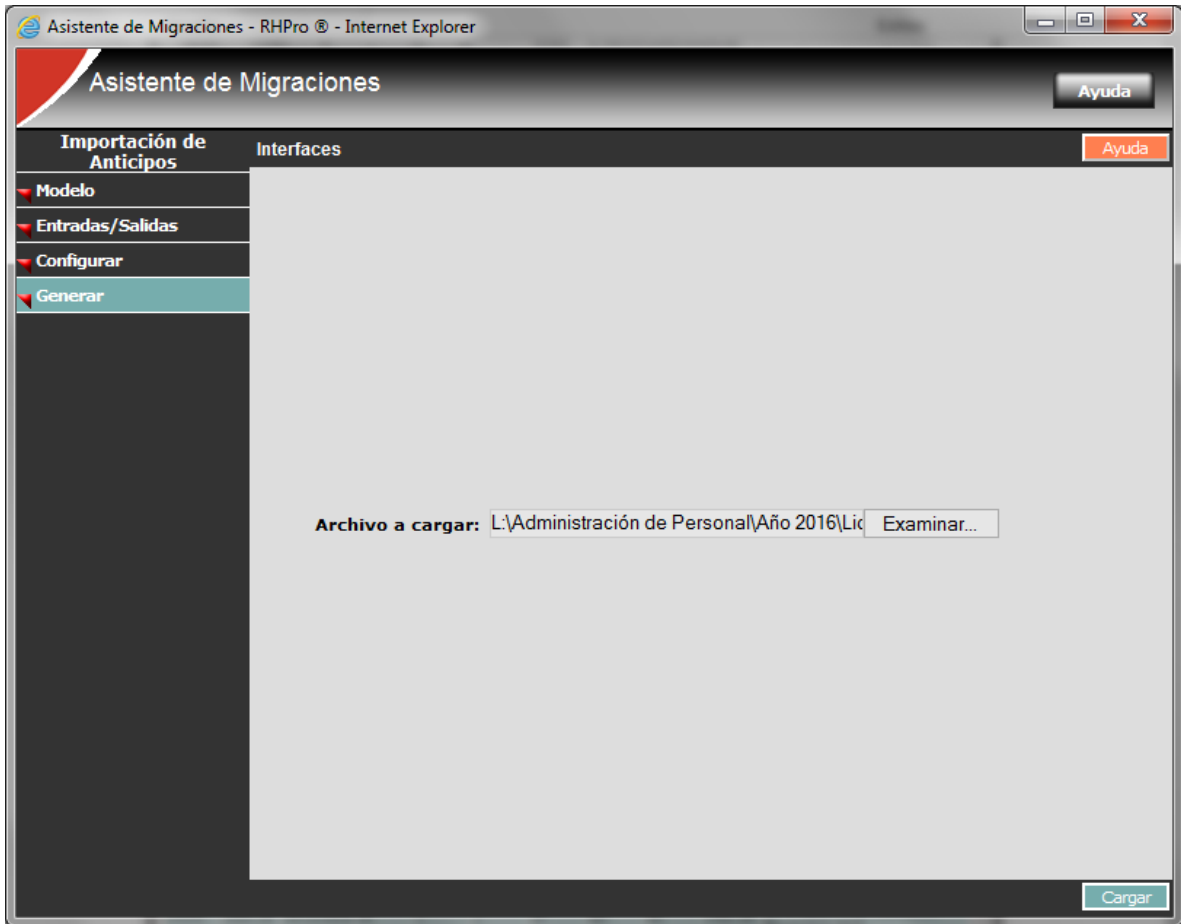 Asistente de Migraciones - RHPro ® - Internet Explorer
Asistente de Migraciones
Ayuda
Importación de
Anticipos
Interfaces
Ayuda
Modelo
Entradas/Salidas
Configurar
Generar
Archivo a cargar: L:\Administración de Personal\Año 2016\Lic Examinar...
Cargar